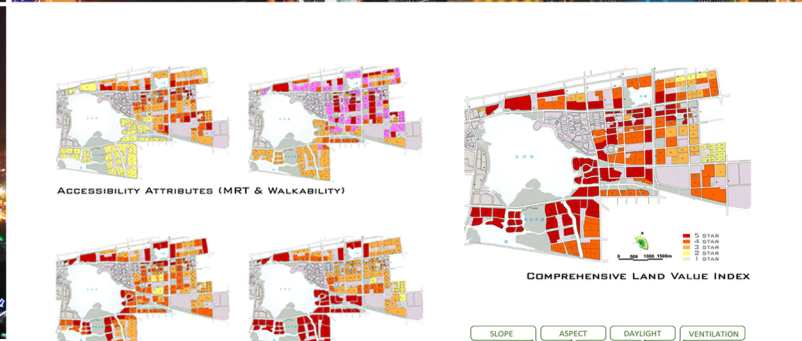 ACCESSIBILITY ATTRIBUTES (MRT & WALKABILITY)
5 STAR
4 STAR
3 STAR
2 STAR
1 STAR
0 500 1000 1500m
COMPREHENSIVE LAND VALUE INDEX
SLOPE
ASPECT
DAYLIGHT
VENTILATION